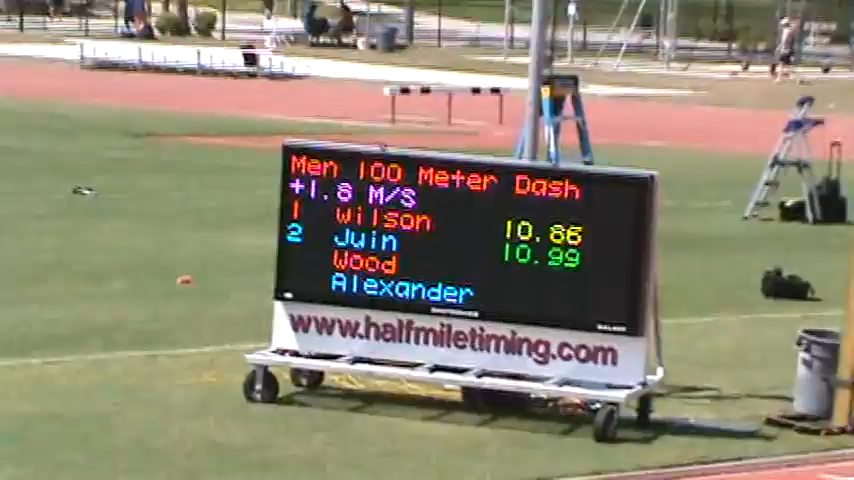 Men 100 Meter Dash
+1.8 M/S
1 Wilson 10.86
2 Juin 10.99
Wood
Alexander
www.halfmiletiming.com